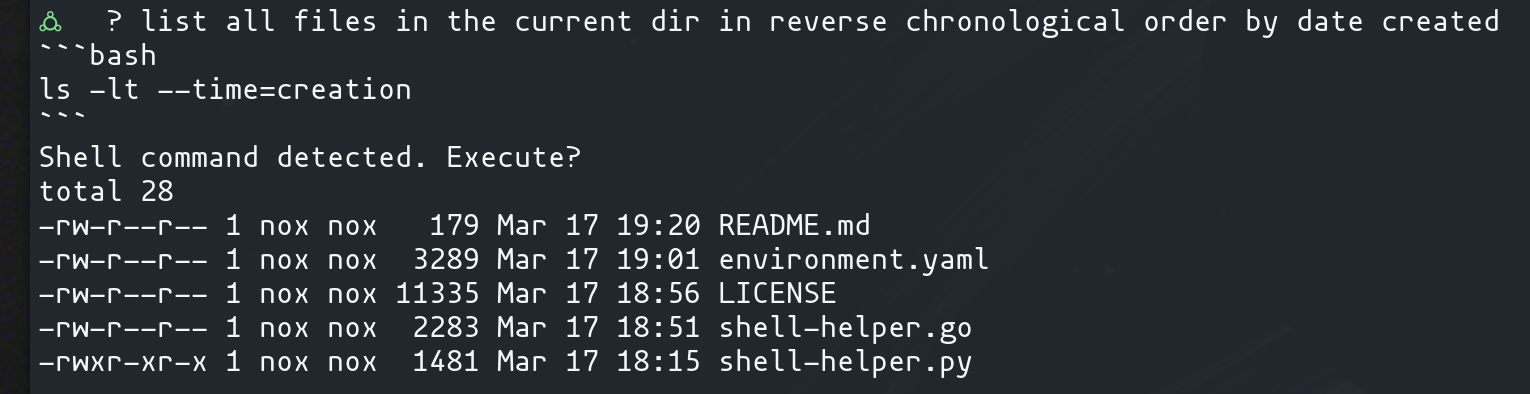 ? list all files in the current dir in reverse chronological order by date created
```bash
ls -lt --time=creation
```
Shell command detected. Execute?
total 28
-rw-r--r-- 1 nox nox   179 Mar 17 19:20 README.md
-rw-r--r-- 1 nox nox  3289 Mar 17 19:01 environment.yaml
-rw-r--r-- 1 nox nox 11335 Mar 17 18:56 LICENSE
-rw-r--r-- 1 nox nox  2283 Mar 17 18:51 shell-helper.go
-rwxr-xr-x 1 nox nox  1481 Mar 17 18:15 shell-helper.py